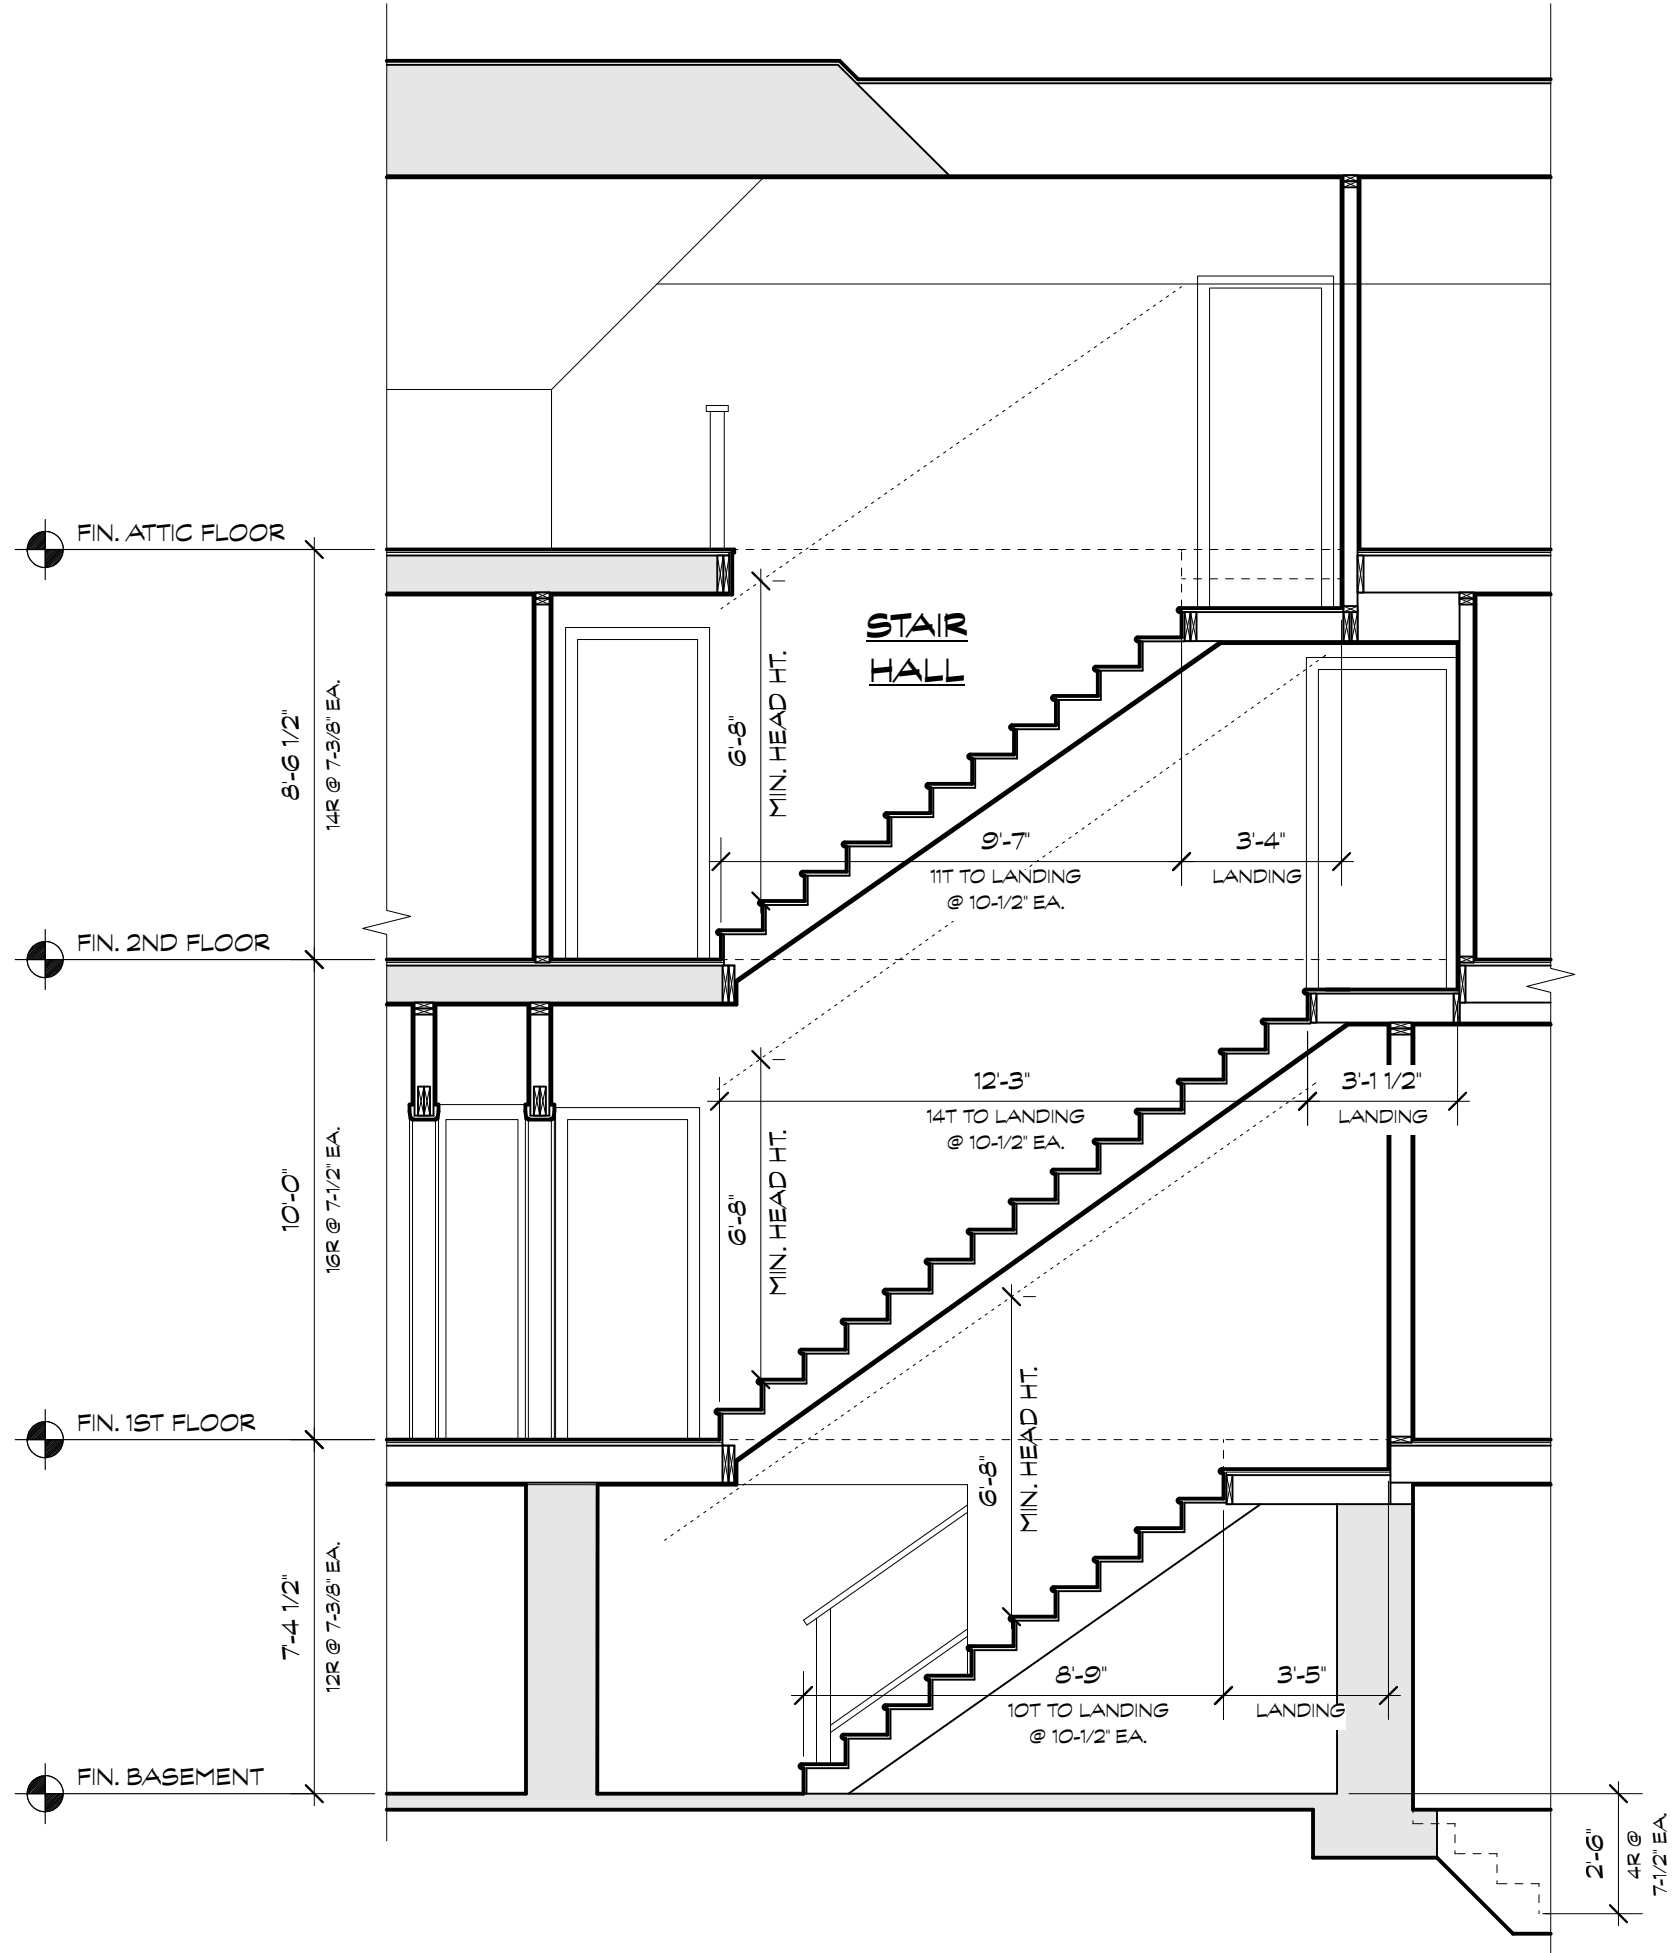 FIN. ATTIC FLOOR
STAIR
HALL
8'-6 1/2"
14R @ 7-3/8" EA.
6'-8"
MIN. HEAD HT.
9'-7"
11T TO LANDING
@ 10-1/2" EA.
3'-4"
LANDING
FIN. 2ND FLOOR
10'-0"
16R @ 7-1/2" EA.
6'-8"
MIN. HEAD HT.
12'-3"
14T TO LANDING
@ 10-1/2" EA.
3'-1 1/2"
LANDING
FIN. 1ST FLOOR
7'-4 1/2"
12R @ 7-3/8" EA.
6'-8"
MIN. HEAD HT.
8'-9"
10T TO LANDING
@ 10-1/2" EA.
3'-5"
LANDING
FIN. BASEMENT
2'-6"
4R @
7-1/2" EA.